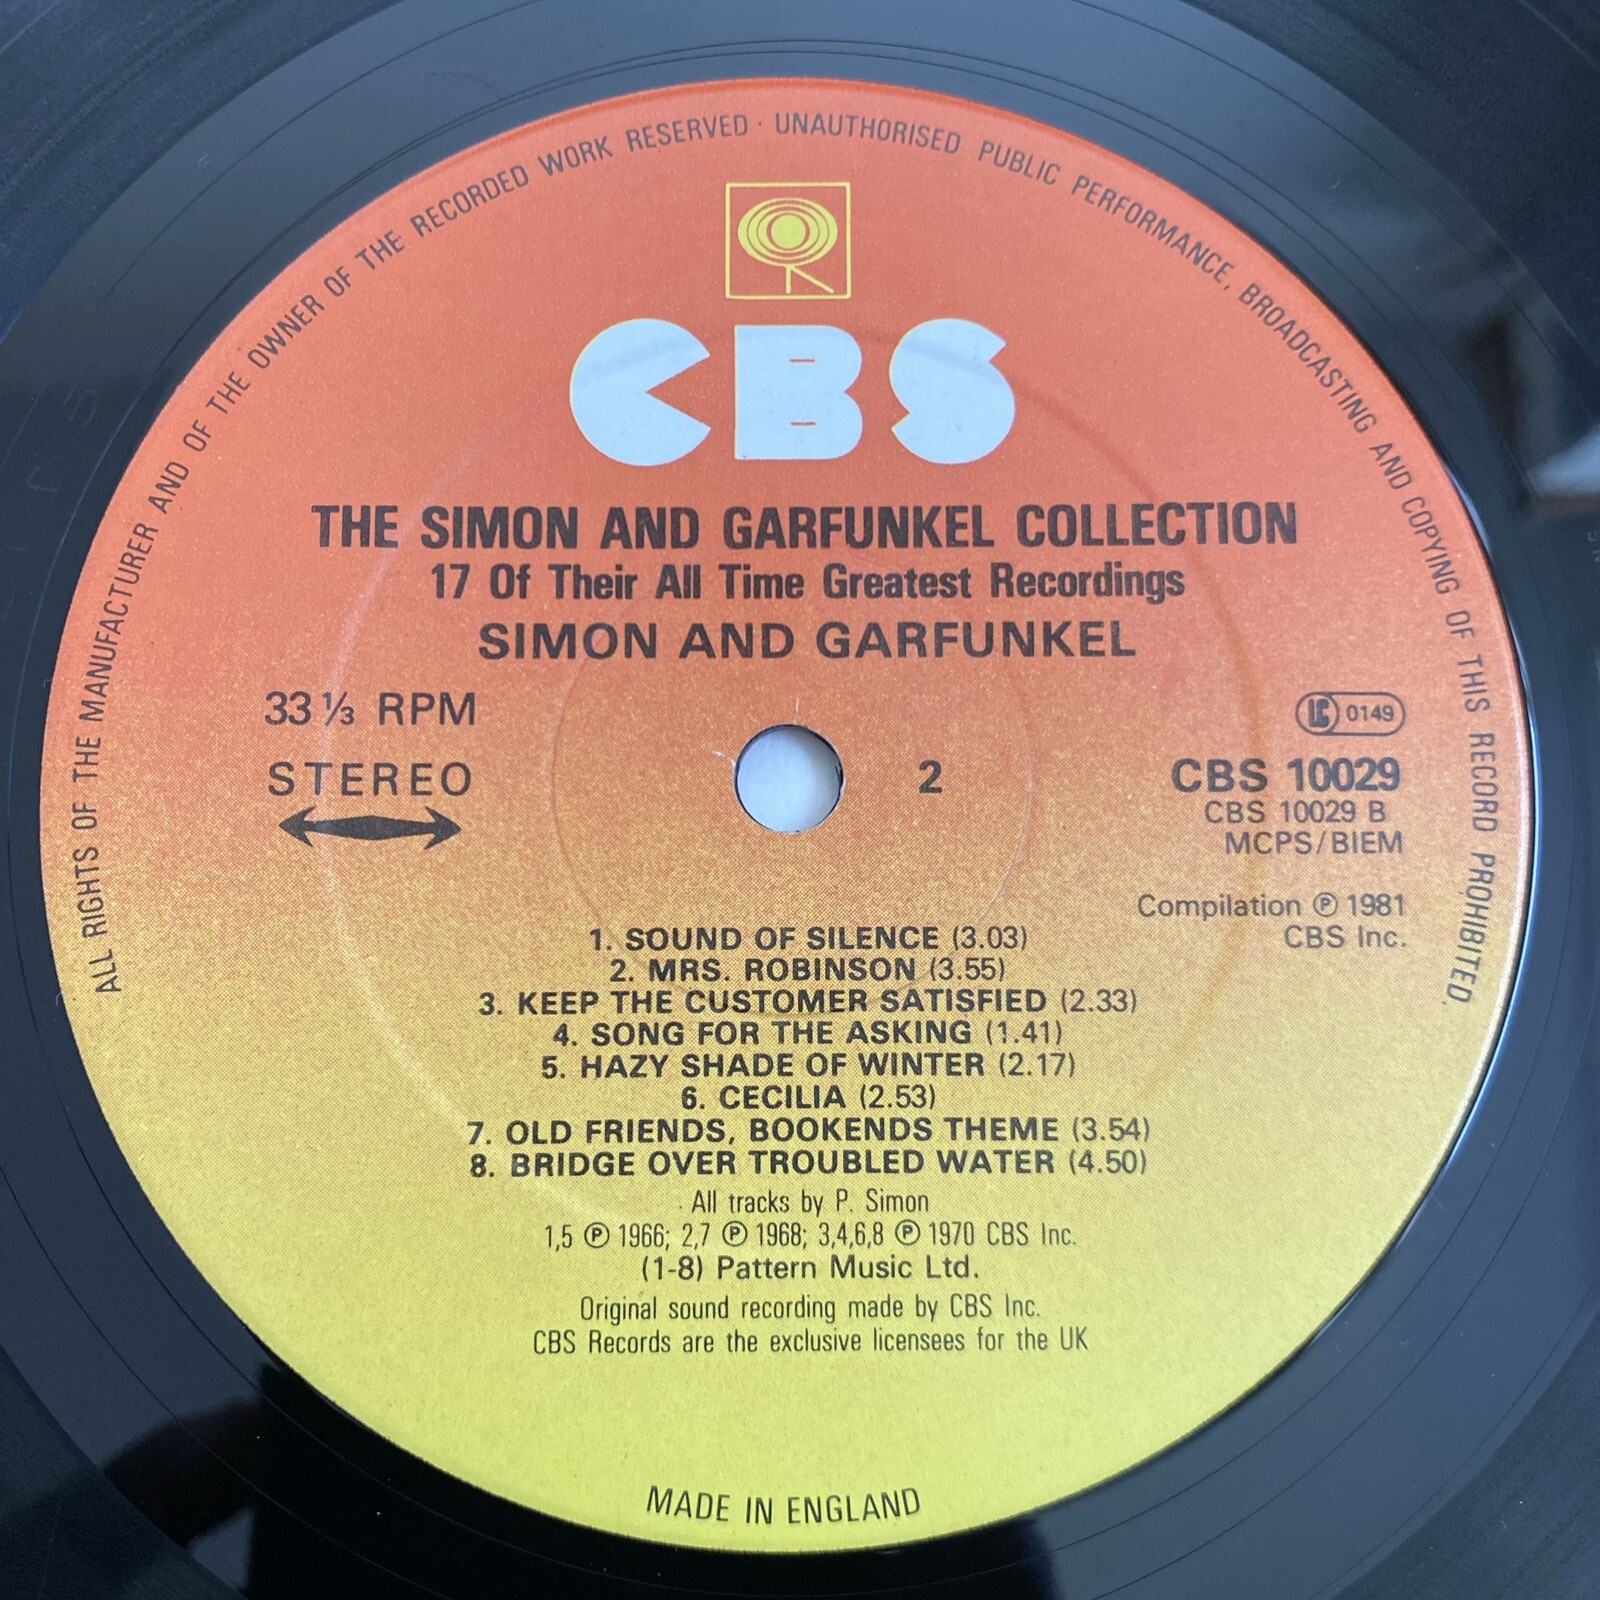 ALL RIGHTS OF THE MANUFACTURER AND OF THE OWNER OF THE RECORDED WORK RESERVED · UNAUTHORISED PUBLIC PERFORMANCE, BROADCASTING AND COPYING OF THIS RECORD PROHIBITED.
CBS
THE SIMON AND GARFUNKEL COLLECTION
17 Of Their All Time Greatest Recordings
SIMON AND GARFUNKEL
33 ⅓ RPM
STEREO
2
LC 0149
CBS 10029
CBS 10029 B
MCPS/BIEM
Compilation ℗ 1981
CBS Inc.
1. SOUND OF SILENCE (3.03)
2. MRS. ROBINSON (3.55)
3. KEEP THE CUSTOMER SATISFIED (2.33)
4. SONG FOR THE ASKING (1.41)
5. HAZY SHADE OF WINTER (2.17)
6. CECILIA (2.53)
7. OLD FRIENDS, BOOKENDS THEME (3.54)
8. BRIDGE OVER TROUBLED WATER (4.50)
All tracks by P. Simon
1,5 ℗ 1966; 2,7 ℗ 1968; 3,4,6,8 ℗ 1970 CBS Inc.
(1-8) Pattern Music Ltd.
Original sound recording made by CBS Inc.
CBS Records are the exclusive licensees for the UK
MADE IN ENGLAND